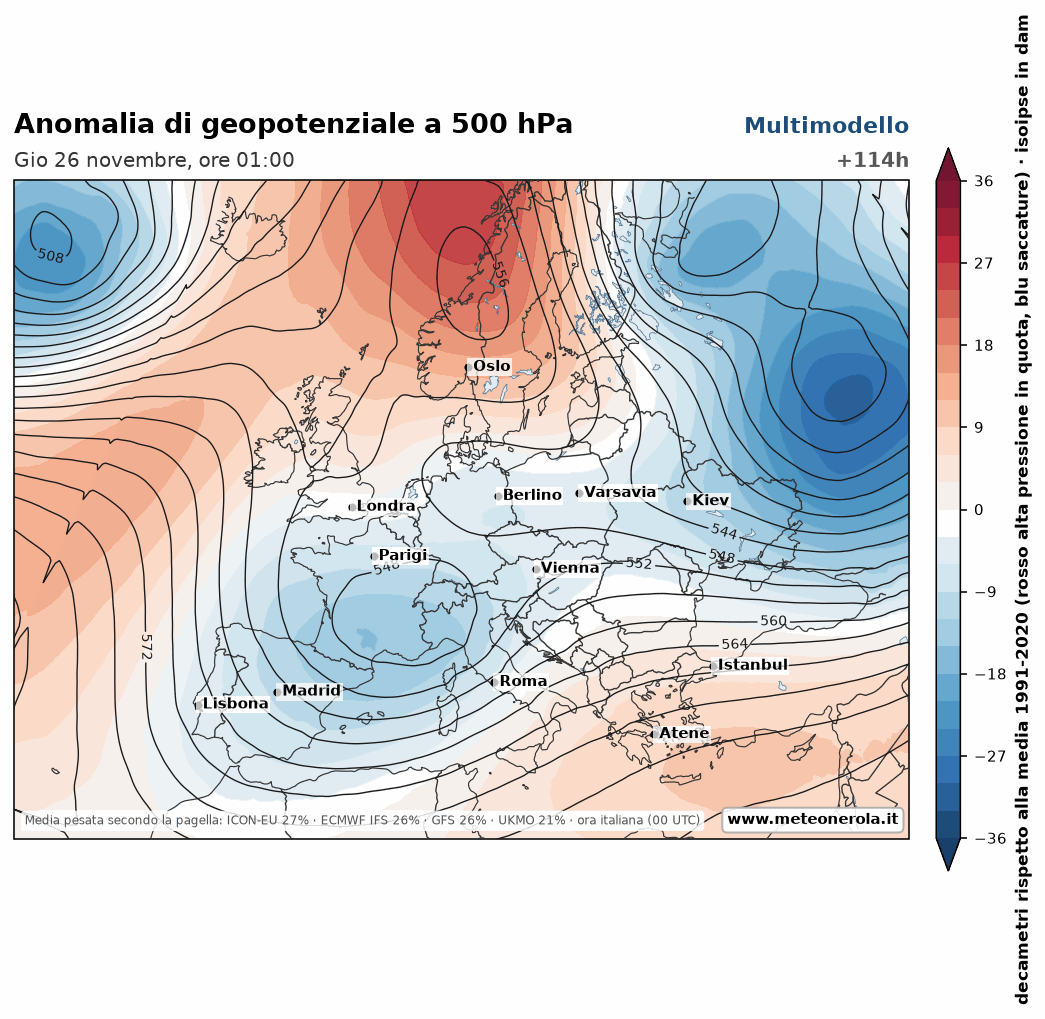 Anomalia di geopotenziale a 500 hPa
Multimodello
Gio 26 novembre, ore 01:00
+114h
508
556
Oslo
Londra
Berlino
Varsavia
Kiev
Parigi
Vienna
544
548
552
560
564
572
Istanbul
Roma
Madrid
Lisbona
Atene
Media pesata secondo la pagella: ICON-EU 27% · ECMWF IFS 26% · GFS 26% · UKMO 21% · ora italiana (00 UTC)
www.meteonerola.it
36
27
18
9
0
−9
−18
−27
−36
decametri rispetto alla media 1991-2020 (rosso alta pressione in quota, blu saccature) · isoipse in dam